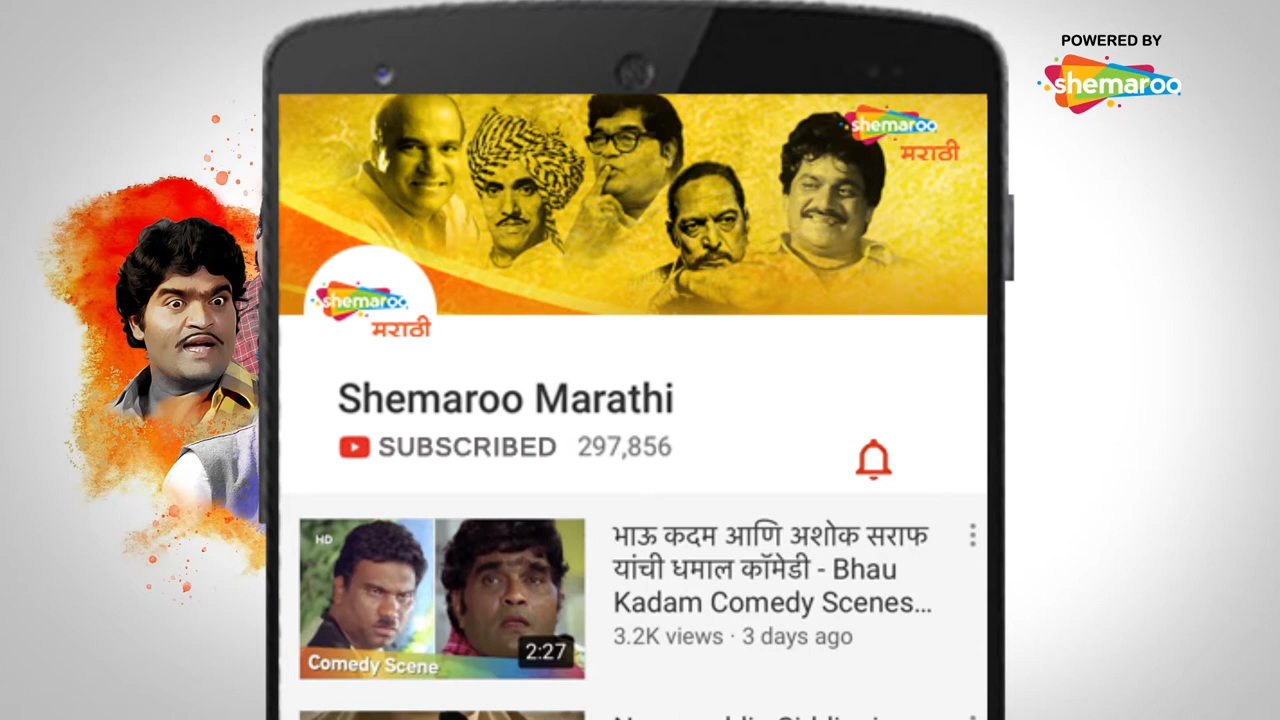 POWERED BY
shemaroo
shemaroo
मराठी
shemaroo
मराठी
Shemaroo Marathi
SUBSCRIBED 297,856
HD
Comedy Scene
2:27
भाऊ कदम आणि अशोक सराफ
यांची धमाल कॉमेडी - Bhau
Kadam Comedy Scenes...
3.2K views · 3 days ago